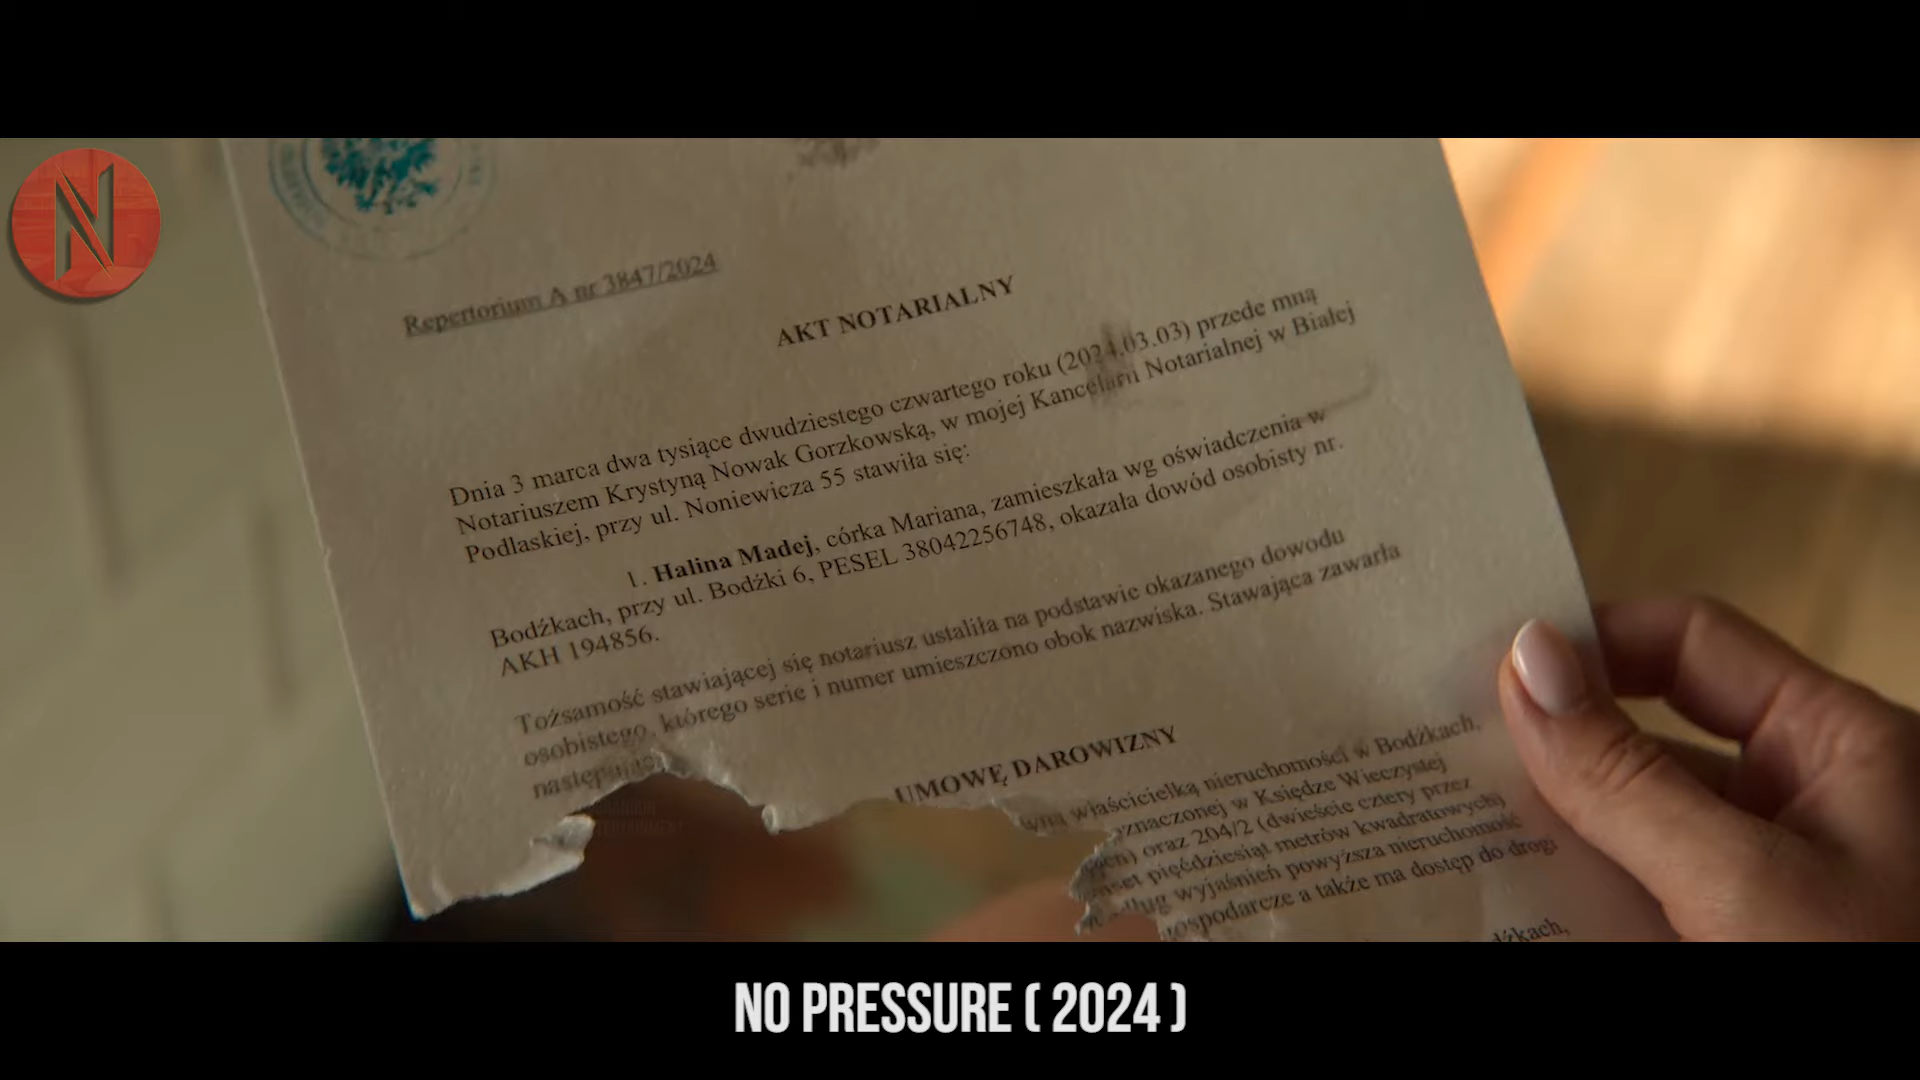 N
Repertorium A nr 3847/2024
AKT NOTARIALNY
Dnia 3 marca dwa tysiące dwudziestego czwartego roku (2024.03.03) przede mną
Notariuszem Krystyną Nowak Gorzkowską, w mojej Kancelarii Notarialnej w Białej
Podlaskiej, przy ul. Noniewicza 55 stawiła się:
1. Halina Madej, córka Mariana, zamieszkała wg oświadczenia w
Bodźkach, przy ul. Bodźki 6, PESEL 38042256748, okazała dowód osobisty nr.
AKH 194856.
Tożsamość stawiającej się notariusz ustaliła na podstawie okazanego dowodu
osobistego, którego serie i numer umieszczono obok nazwiska. Stawająca zawarła
UMOWĘ DAROWIZNY
właścicielką nieruchomości w Bodźkach,
w Księdze Wieczystej
oraz 204/2 (dwieście cztery przez
pięćdziesiąt metrów kwadratowych)
wyjaśnień powyższa nieruchomość
a także ma dostęp do drogi
NO PRESSURE ( 2024 )